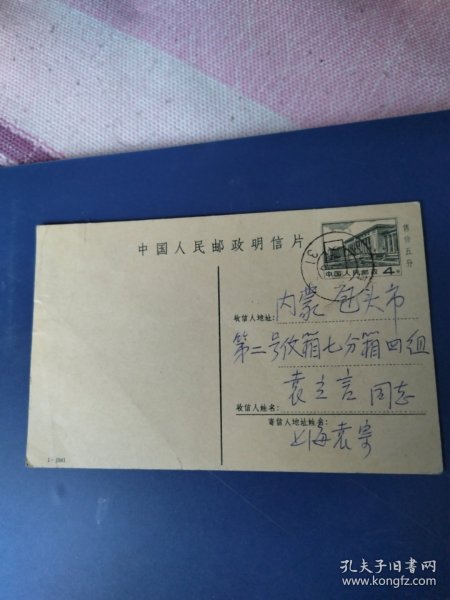 中国人民邮政明信片
售价五分
中国人民邮政 4分
31
收信人地址:
内蒙包头市
第二号信箱七分箱四组
袁立言 同志
收信人姓名:
寄信人地址姓名:
上海袁寄
1-1981
孔夫子旧书网
www.kongfz.com